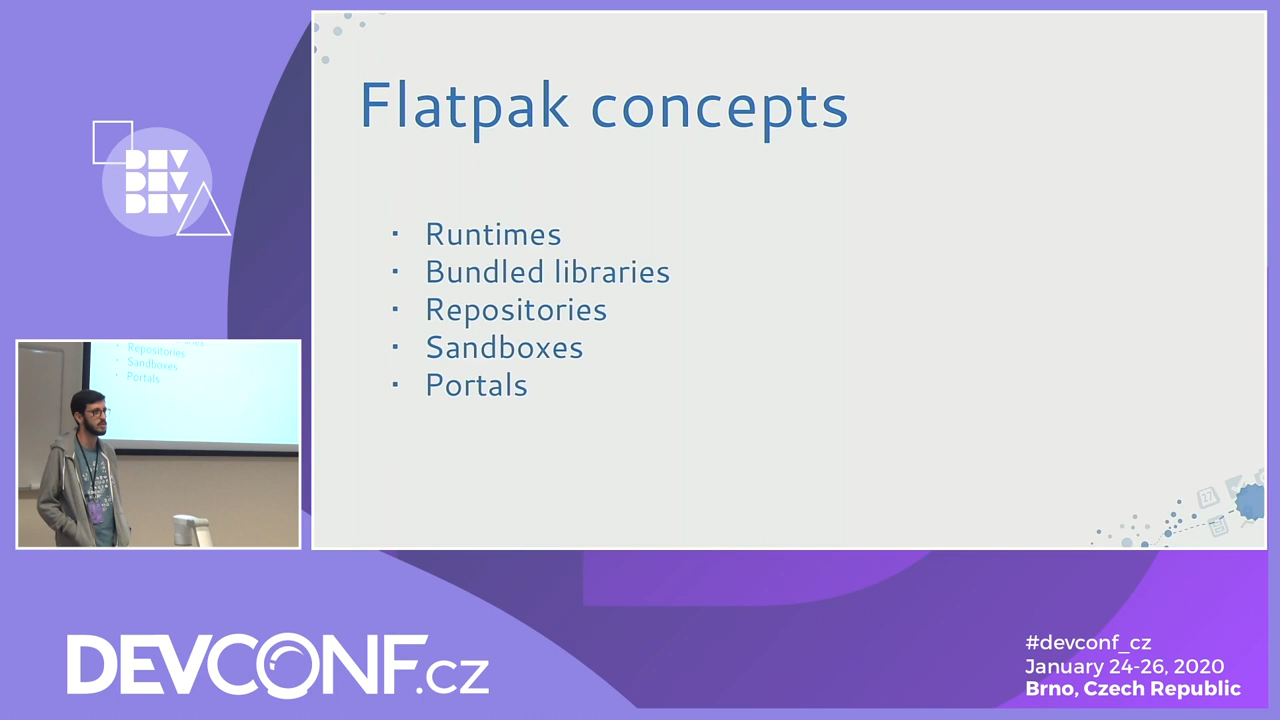 Flatpak concepts
· Runtimes
· Bundled libraries
· Repositories
· Sandboxes
· Portals
DEV
DEV
DEV
· Repositories
· Sandboxes
· Portals
27
DEVCONF.cz
#devconf_cz
January 24-26, 2020
Brno, Czech Republic